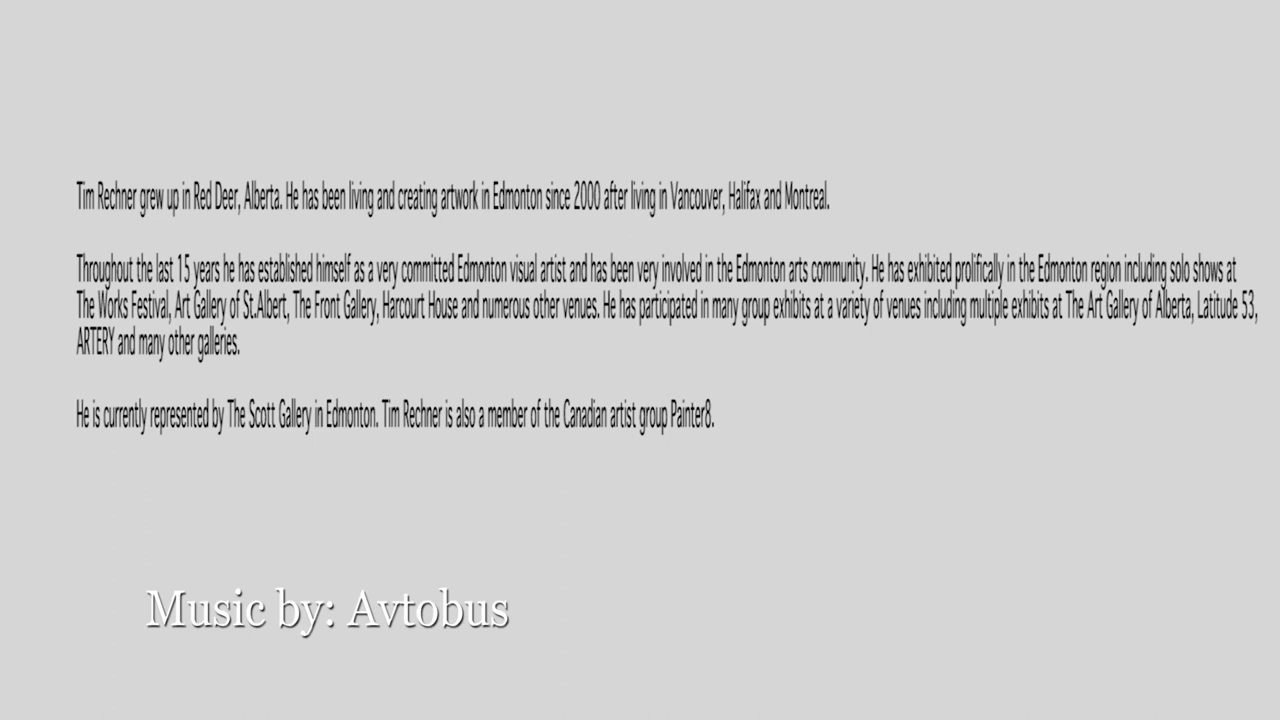 Tim Rechner grew up in Red Deer, Alberta. He has been living and creating artwork in Edmonton since 2000 after living in Vancouver, Halifax and Montreal.
Throughout the last 15 years he has established himself as a very committed Edmonton visual artist and has been very involved in the Edmonton arts community. He has exhibited prolifically in the Edmonton region including solo shows at
The Works Festival, Art Gallery of St.Albert, The Front Gallery, Harcourt House and numerous other venues. He has participated in many group exhibits at a variety of venues including multiple exhibits at The Art Gallery of Alberta, Latitude 53,
ARTERY and many other galleries.
He is currently represented by The Scott Gallery in Edmonton. Tim Rechner is also a member of the Canadian artist group Painter8.
Music by: Avtobus